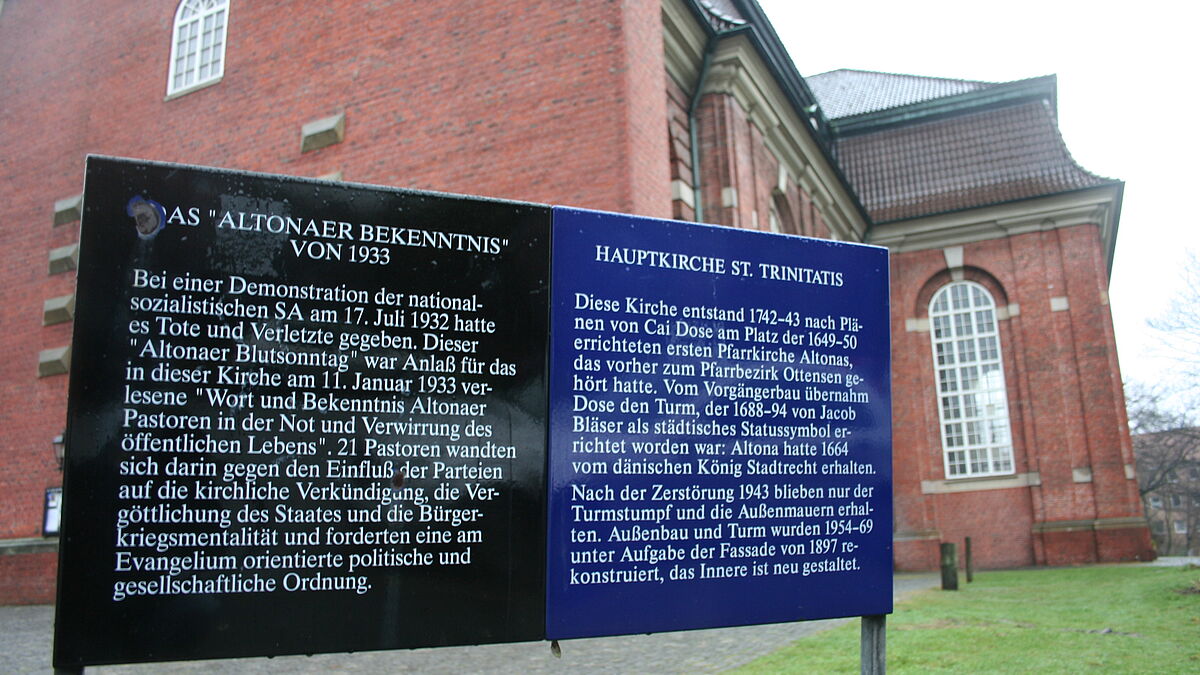 DAS "ALTONAER BEKENNTNIS"
VON 1933
Bei einer Demonstration der national-
sozialistischen SA am 17. Juli 1932 hatte
es Tote und Verletzte gegeben. Dieser
"Altonaer Blutsonntag" war Anlaß für das
in dieser Kirche am 11. Januar 1933 ver-
lesene "Wort und Bekenntnis Altonaer
Pastoren in der Not und Verwirrung des
öffentlichen Lebens". 21 Pastoren wandten
sich darin gegen den Einfluß der Parteien
auf die kirchliche Verkündigung, die Ver-
göttlichung des Staates und die Bürger-
kriegsmentalität und forderten eine am
Evangelium orientierte politische und
gesellschaftliche Ordnung.
HAUPTKIRCHE ST. TRINITATIS
Diese Kirche entstand 1742-43 nach Plä-
nen von Cai Dose am Platz der 1649-50
errichteten ersten Pfarrkirche Altonas,
das vorher zum Pfarrbezirk Ottensen ge-
hört hatte. Vom Vorgängerbau übernahm
Dose den Turm, der 1688-94 von Jacob
Bläser als städtisches Statussymbol er-
richtet worden war: Altona hatte 1664
vom dänischen König Stadtrecht erhalten.
Nach der Zerstörung 1943 blieben nur der
Turmstumpf und die Außenmauern erhal-
ten. Außenbau und Turm wurden 1954-69
unter Aufgabe der Fassade von 1897 re-
konstruiert, das Innere ist neu gestaltet.